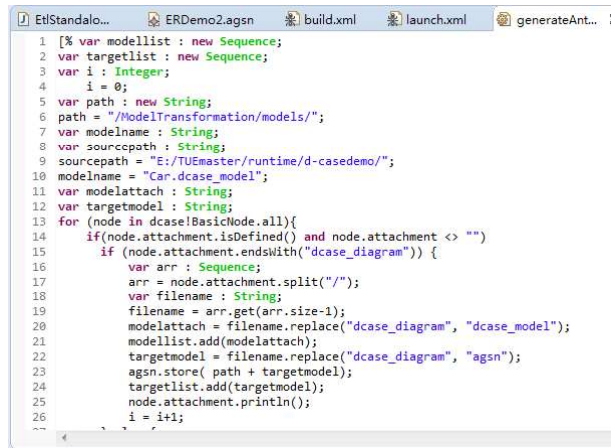 EtlStandalo... ERDemo2.agsn build.xml launch.xml generateAnt...
1 [% var modellist : new Sequence;
2 var targetlist : new Sequence;
3 var i : Integer;
4 i = 0;
5 var path : new String;
6 path = "/ModelTransformation/models/";
7 var modelname : String;
8 var sourcepath : String;
9 sourcepath = "E:/TUEmaster/runtime/d-casedemo/";
10 modelname = "Car.dcase_model";
11 var modelattach : String;
12 var targetmodel : String;
13 for (node in dcase!BasicNode.all){
14 if(node.attachment.isDefined() and node.attachment <> "")
15 if (node.attachment.endsWith("dcase_diagram")) {
16 var arr : Sequence;
17 arr = node.attachment.split("/");
18 var filename : String;
19 filename = arr.get(arr.size-1);
20 modelattach = filename.replace("dcase_diagram", "dcase_model");
21 modellist.add(modelattach);
22 targetmodel = filename.replace("dcase_diagram", "agsn");
23 agsn.store( path + targetmodel);
24 targetlist.add(targetmodel);
25 node.attachment.println();
26 i = i+1;
27